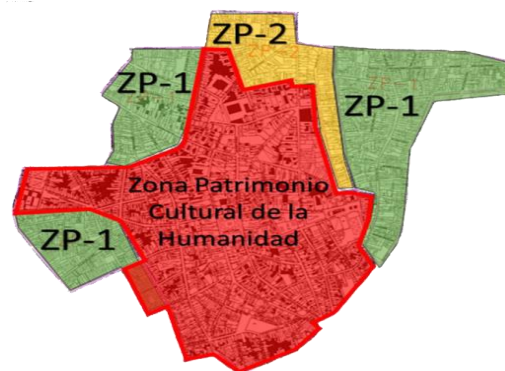 ZP-2
ZP-1
ZP-1
Zona Patrimonio
Cultural de la
Humanidad
ZP-1